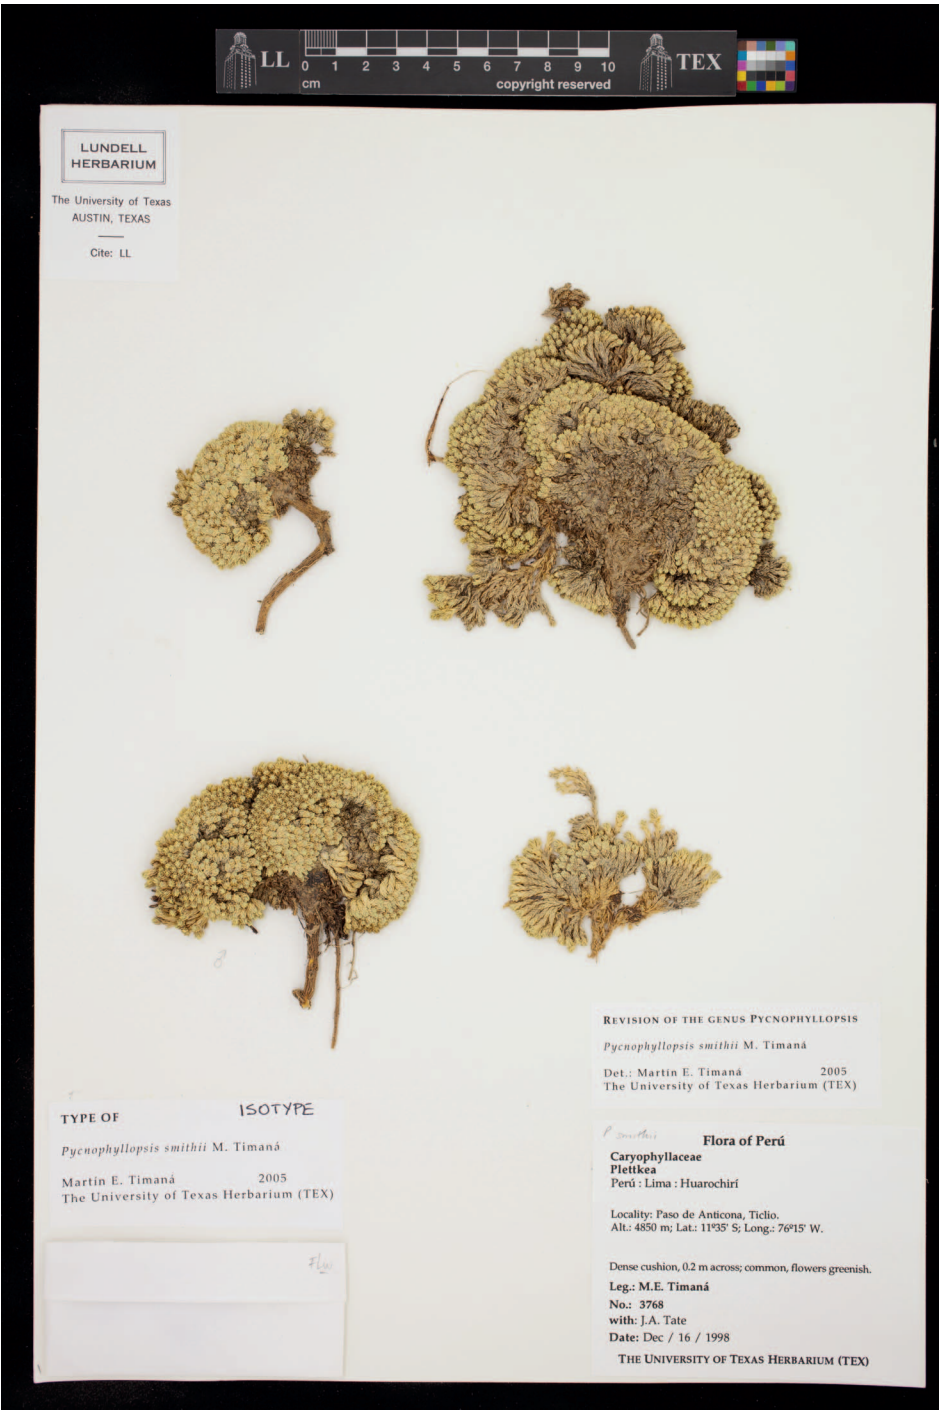 LL
0 1 2 3 4 5 6 7 8 9 10
cm
copyright reserved
TEX
LUNDELL
HERBARIUM
The University of Texas
AUSTIN, TEXAS
Cite: LL
♂
REVISION OF THE GENUS PYCNOPHYLLOPSIS
Pycnophyllopsis smithii M. Timaná
Det.: Martín E. Timaná 2005
The University of Texas Herbarium (TEX)
TYPE OF ISOTYPE
Pycnophyllopsis smithii M. Timaná
Martín E. Timaná 2005
The University of Texas Herbarium (TEX)
P smithii
Flora of Perú
Caryophyllaceae
Plettkea
Perú : Lima : Huarochirí
Locality: Paso de Anticona, Ticlio.
Alt.: 4850 m; Lat.: 11º35' S; Long.: 76º15' W.
Dense cushion, 0.2 m across; common, flowers greenish.
Leg.: M.E. Timaná
No.: 3768
with: J.A. Tate
Date: Dec / 16 / 1998
THE UNIVERSITY OF TEXAS HERBARIUM (TEX)